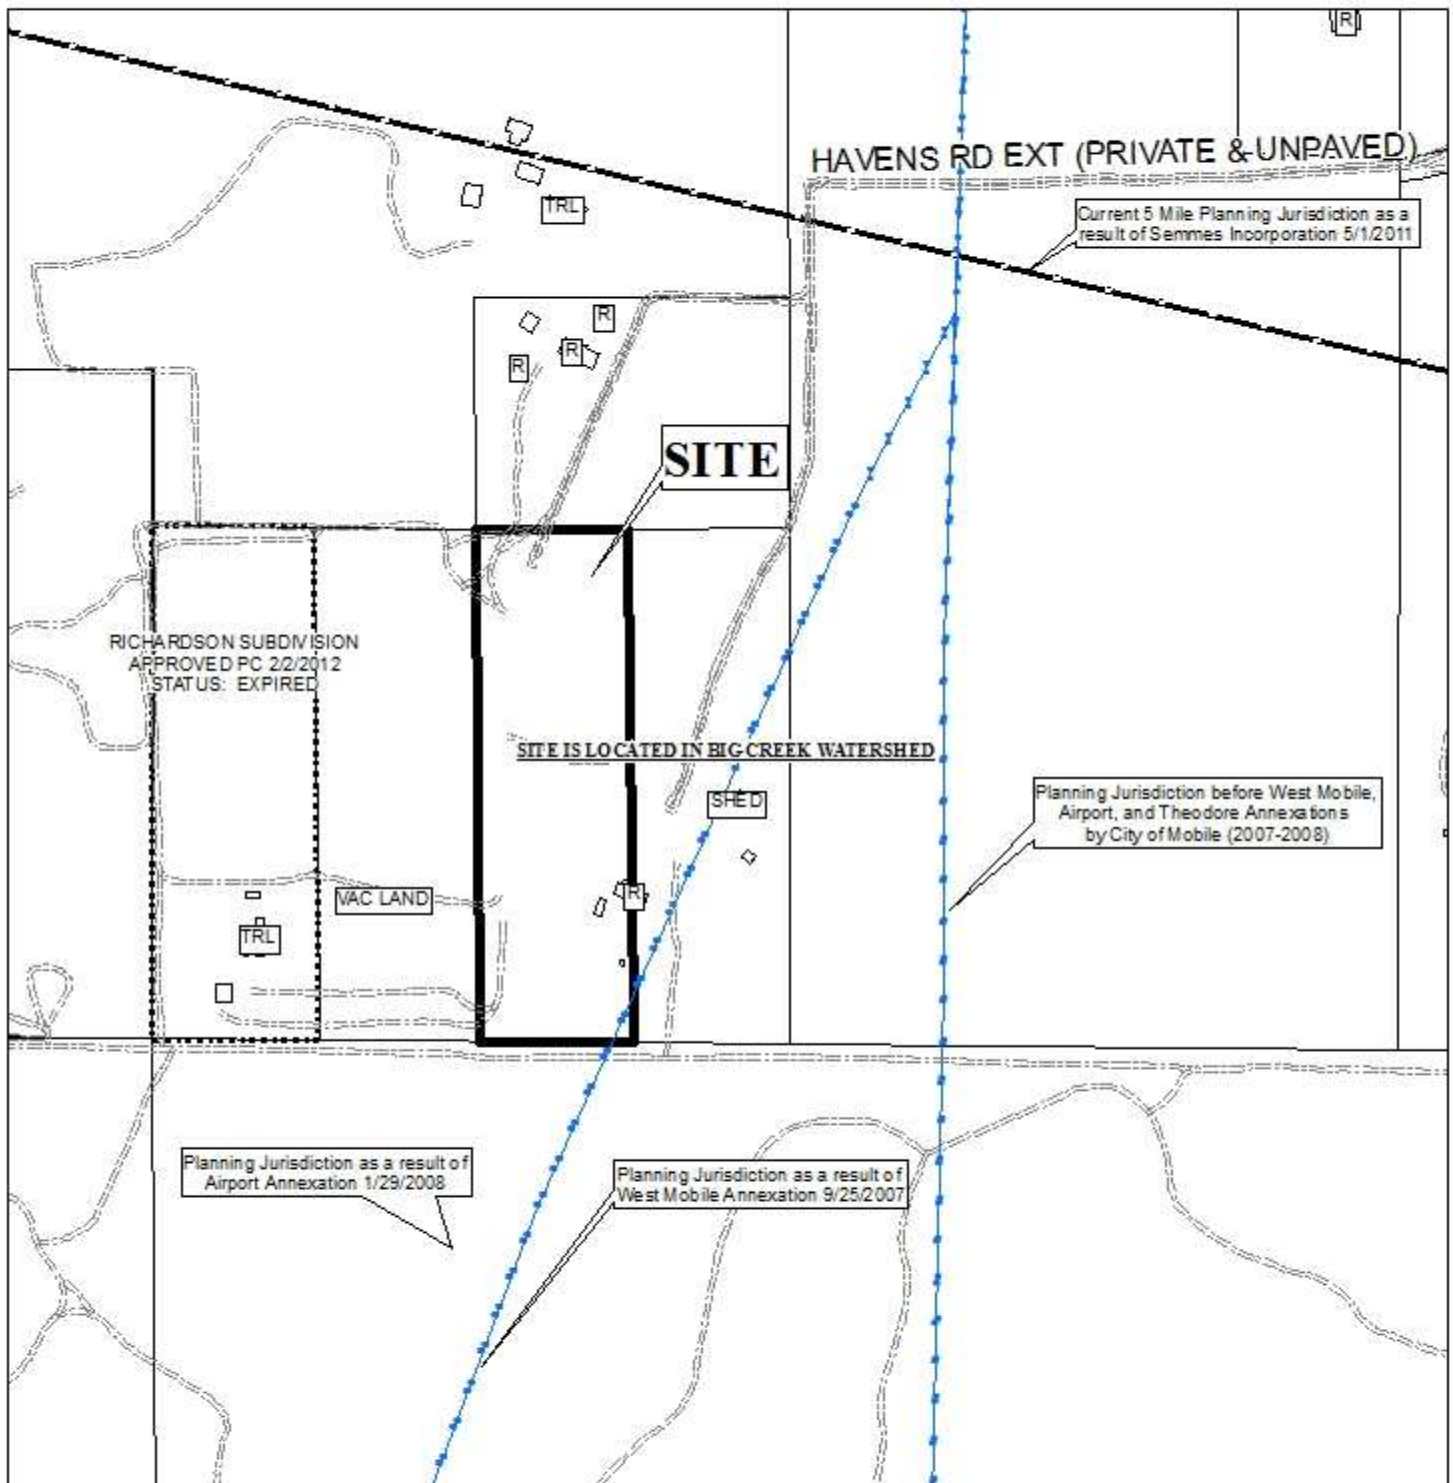 R
HAVENS RD EXT (PRIVATE & UNPAVED)
TRL
Current 5 Mile Planning Jurisdiction as a
result of Semmes Incorporation 5/1/2011
R
R
R
SITE
RICHARDSON SUBDIVISION
APPROVED PC 2/2/2012
STATUS: EXPIRED
SITE IS LOCATED IN BIG CREEK WATERSHED
SHED
Planning Jurisdiction before West Mobile,
Airport, and Theodore Annexations
by City of Mobile (2007-2008)
VAC LAND
R
TRL
Planning Jurisdiction as a result of
Airport Annexation 1/29/2008
Planning Jurisdiction as a result of
West Mobile Annexation 9/25/2007